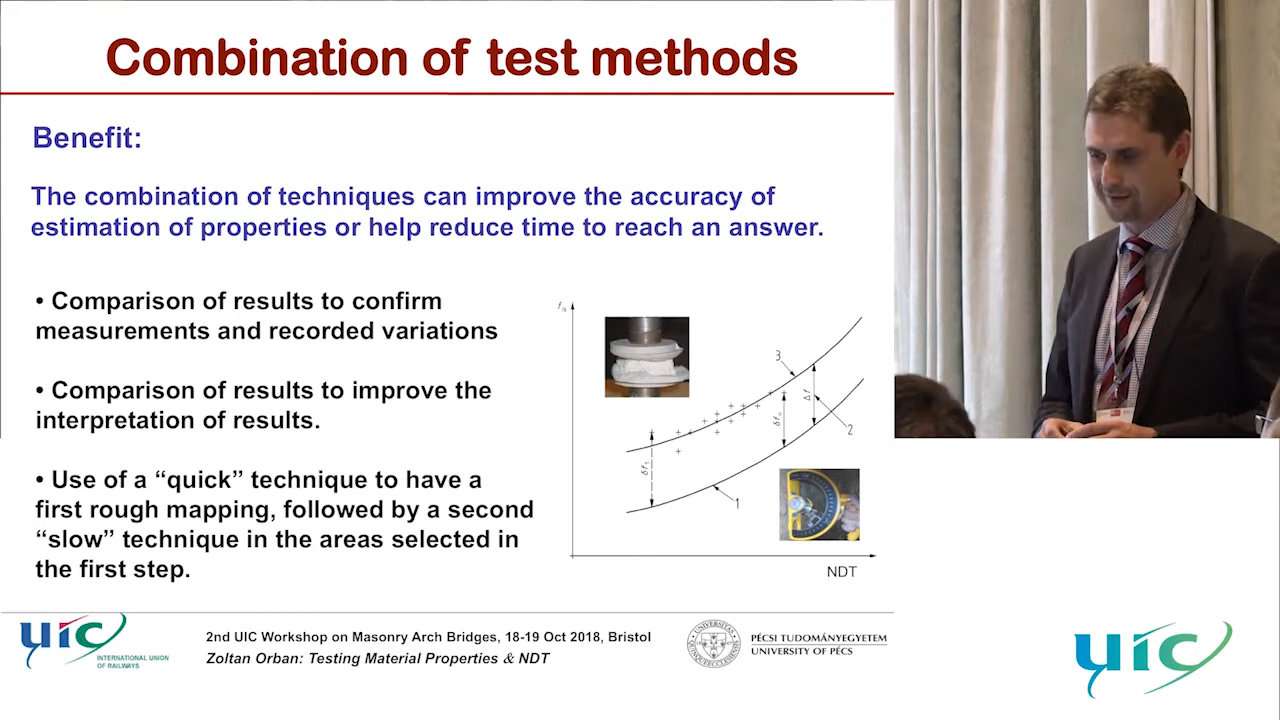 Combination of test methods
Benefit:
The combination of techniques can improve the accuracy of
estimation of properties or help reduce time to reach an answer.
• Comparison of results to confirm
measurements and recorded variations
• Comparison of results to improve the
interpretation of results.
• Use of a “quick” technique to have a
first rough mapping, followed by a second
“slow” technique in the areas selected in
the first step.
3
Δf
δfn
2
δf1
1
NDT
uic
INTERNATIONAL UNION
OF RAILWAYS
2nd UIC Workshop on Masonry Arch Bridges, 18-19 Oct 2018, Bristol
Zoltan Orban: Testing Material Properties & NDT
PÉCSI TUDOMÁNYEGYETEM
UNIVERSITY OF PÉCS
uic